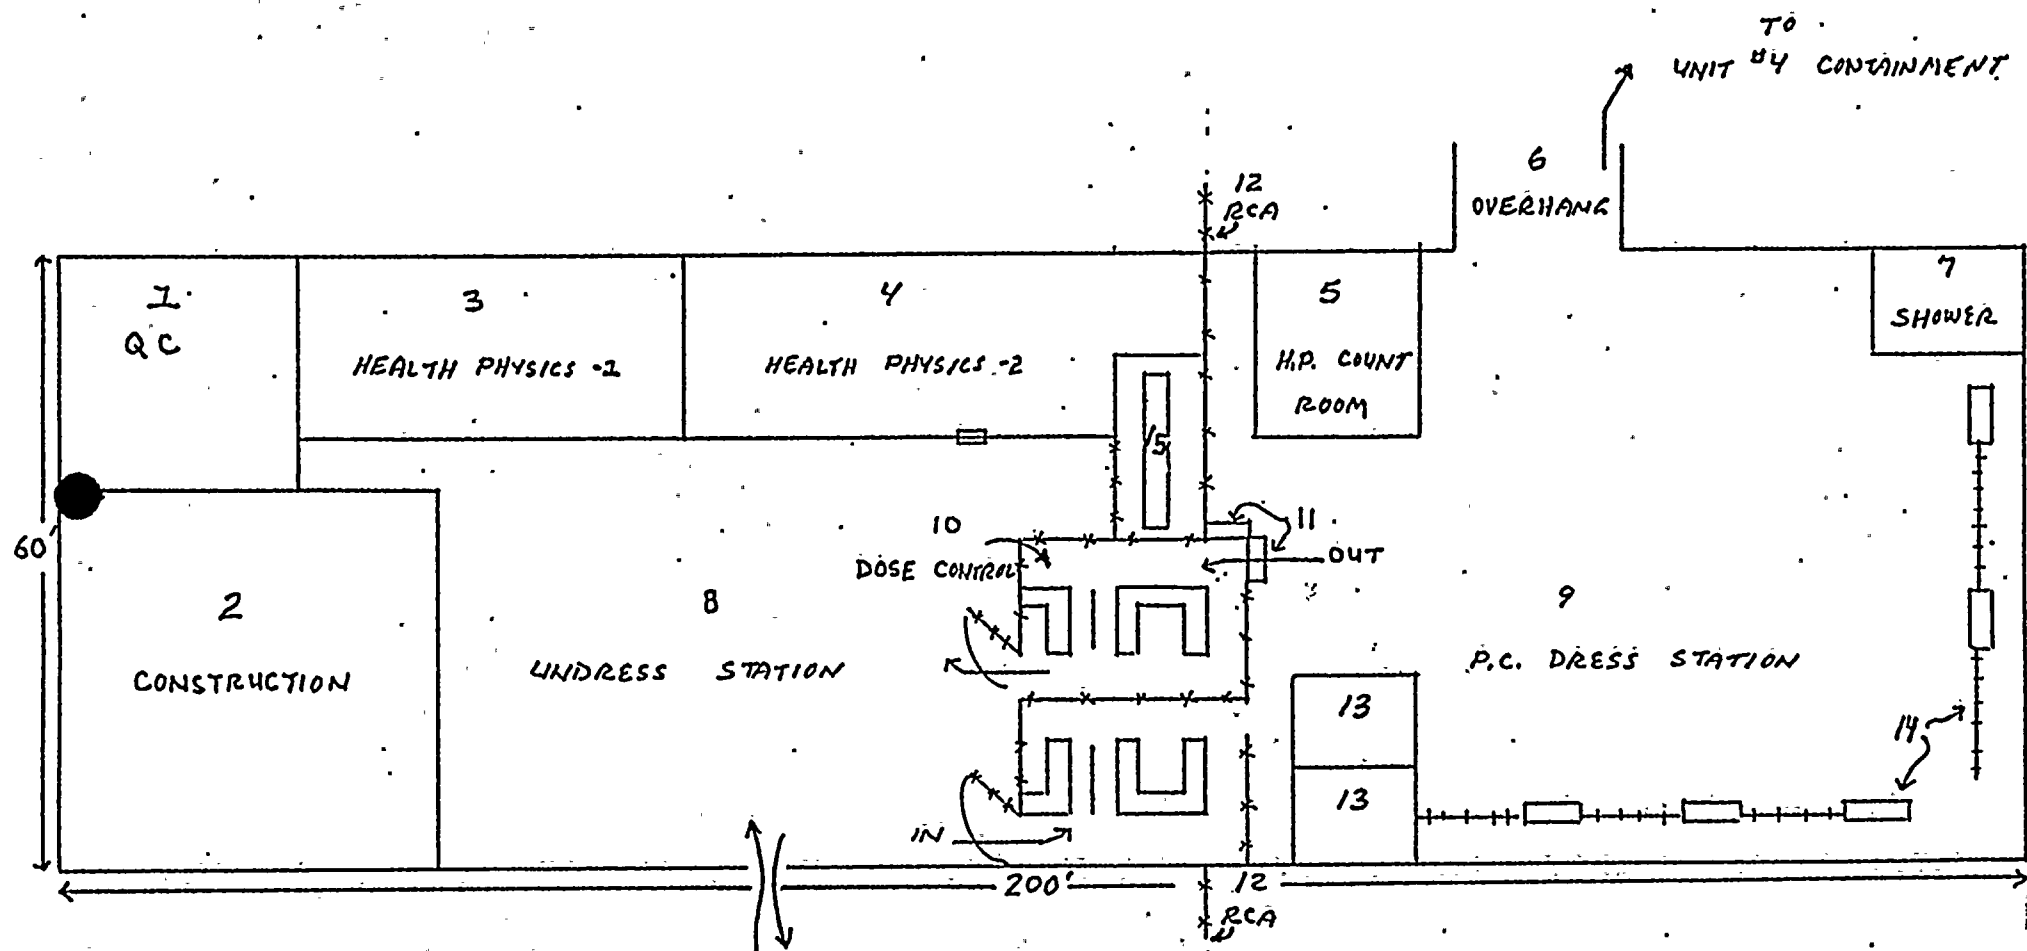 TO
UNIT #4 CONTAINMENT
6
OVERHANG
12
RCA
1
QC
3
HEALTH PHYSICS -1
4
HEALTH PHYSICS -2
5
H.P. COUNT
ROOM
7
SHOWER
15
60'
10
DOSE CONTROL
11
OUT
2
CONSTRUCTION
8
UNDRESS STATION
9
P.C. DRESS STATION
13
13
14
IN
200'
12
RCA